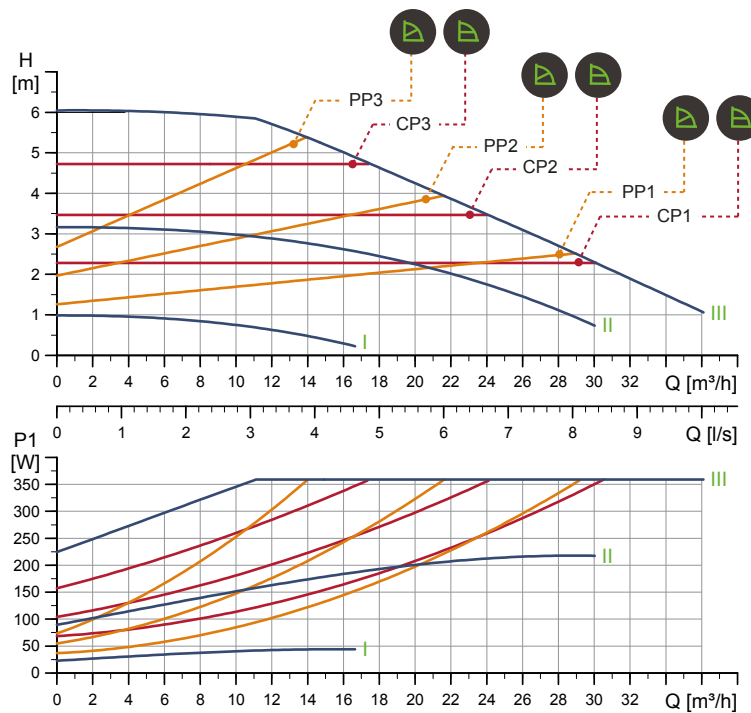 H
[m]
PP3
CP3
PP2
CP2
PP1
CP1
6
5
4
3
2
1
0
I
II
III
0 2 4 6 8 10 12 14 16 18 20 22 24 26 28 30 32 Q [m³/h]
0 1 2 3 4 5 6 7 8 9 Q [l/s]
P1
[W]
350
300
250
200
150
100
50
0
III
II
I
0 2 4 6 8 10 12 14 16 18 20 22 24 26 28 30 32 Q [m³/h]